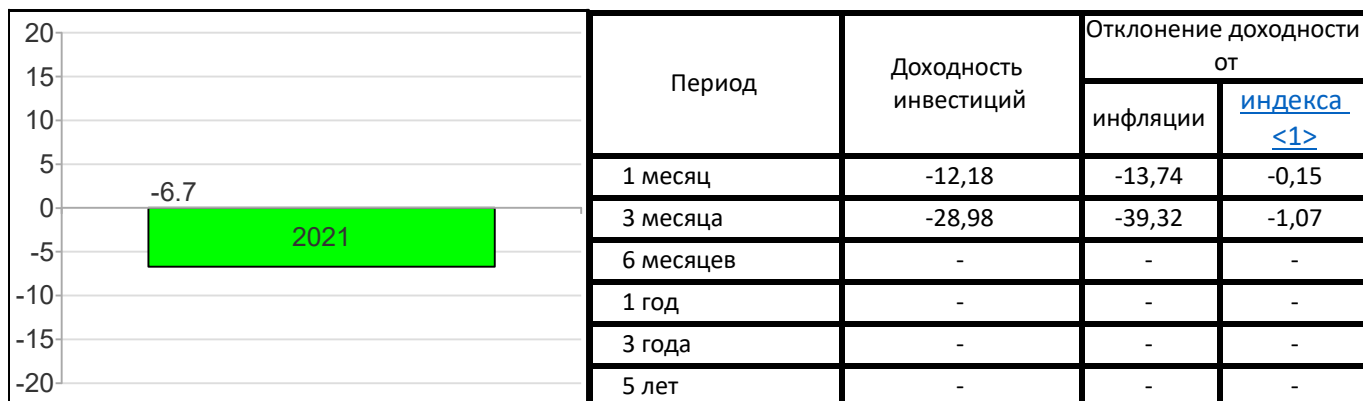 20
15
10
5
0
-5
-10
-15
-20
-6.7
2021
Период
Доходность
инвестиций
Отклонение доходности
от
инфляции
индекса
<1>
1 месяц -12,18 -13,74 -0,15
3 месяца -28,98 -39,32 -1,07
6 месяцев - - -
1 год - - -
3 года - - -
5 лет - - -